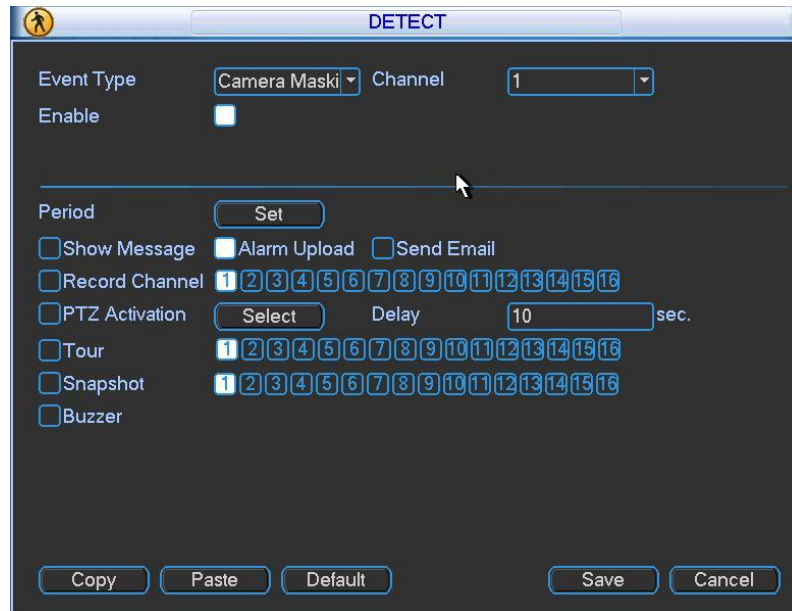 DETECT
Event Type Camera Maski Channel 1
Enable
Period Set
Show Message Alarm Upload Send Email
Record Channel 1 2 3 4 5 6 7 8 9 10 11 12 13 14 15 16
PTZ Activation Select Delay 10 sec.
Tour 1 2 3 4 5 6 7 8 9 10 11 12 13 14 15 16
Snapshot 1 2 3 4 5 6 7 8 9 10 11 12 13 14 15 16
Buzzer
Copy Paste Default Save Cancel